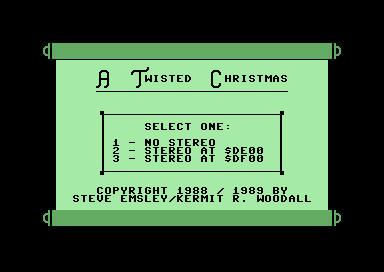 A Twisted Christmas
SELECT ONE:
1 - NO STEREO
2 - STEREO AT $DE00
3 - STEREO AT $DF00
COPYRIGHT 1988 / 1989 BY
STEVE EMSLEY/KERMIT R. WOODALL